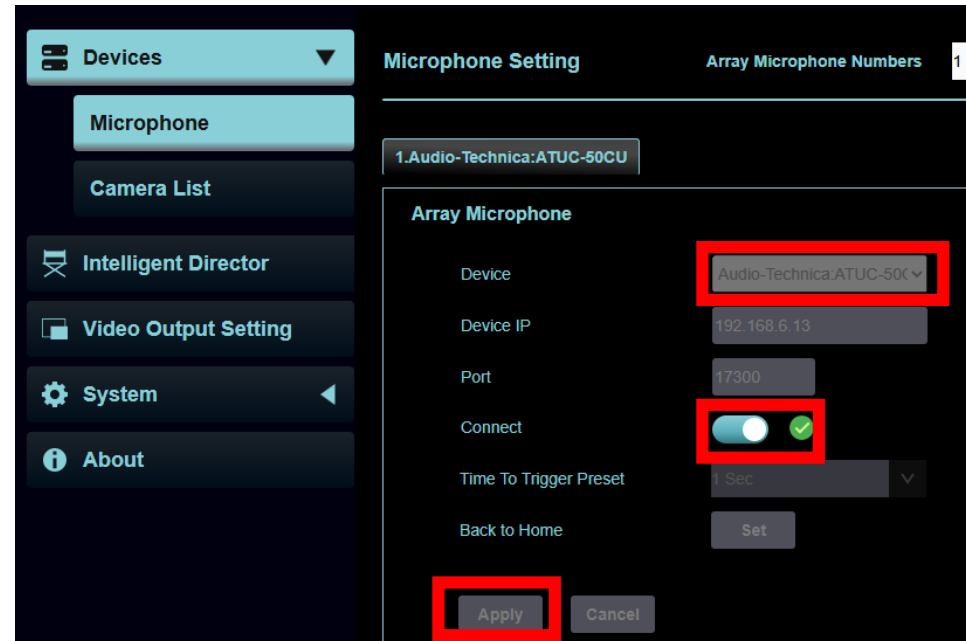 Devices
Microphone
Camera List
Intelligent Director
Video Output Setting
System
About
Microphone Setting
Array Microphone Numbers 1
1.Audio-Technica:ATUC-50CU
Array Microphone
Device Audio-Technica:ATUC-50C
Device IP 192.168.6.13
Port 17300
Connect
Time To Trigger Preset 1 Sec
Back to Home Set
Apply Cancel